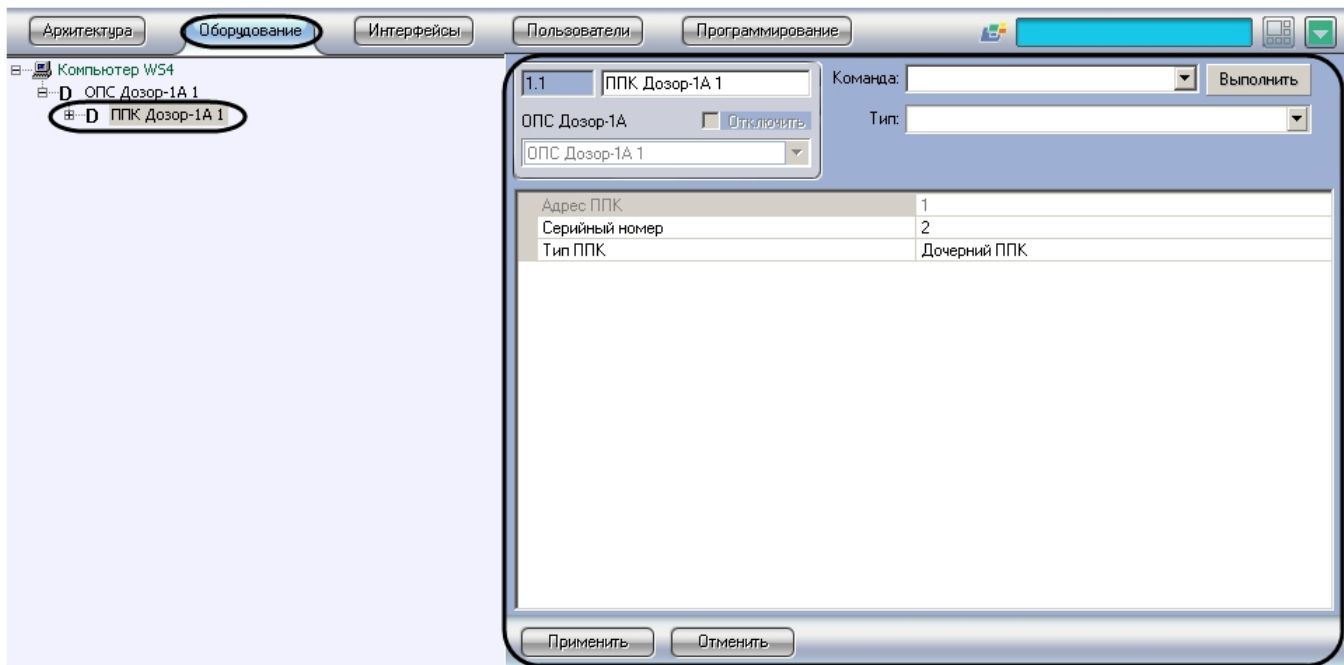 Архитектура Оборудование Интерфейсы Пользователи Программирование
Компьютер WS4
D ОПС Дозор-1А 1
D ППК Дозор-1А 1
1.1 ППК Дозор-1А 1
ОПС Дозор-1А Отключить
ОПС Дозор-1А 1
Команда: Выполнить
Тип:
Адрес ППК 1
Серийный номер 2
Тип ППК Дочерний ППК
Применить Отменить